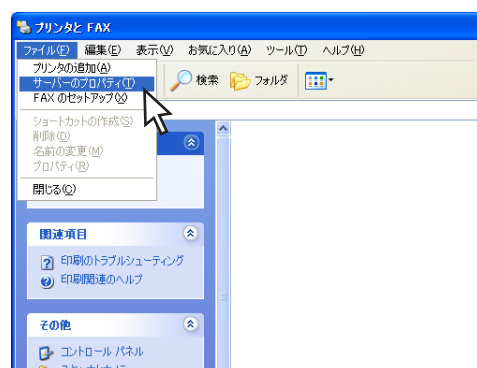 プリンタと FAX
ファイル(F) 編集(E) 表示(V) お気に入り(A) ツール(T) ヘルプ(H)
プリンタの追加(A)
サーバーのプロパティ(T)
FAX のセットアップ(X)
検索 フォルダ
ショートカットの作成(S)
削除(D)
名前の変更(M)
プロパティ(R)
閉じる(C)
関連項目
印刷のトラブルシューティング
印刷関連のヘルプ
その他
コントロール パネル